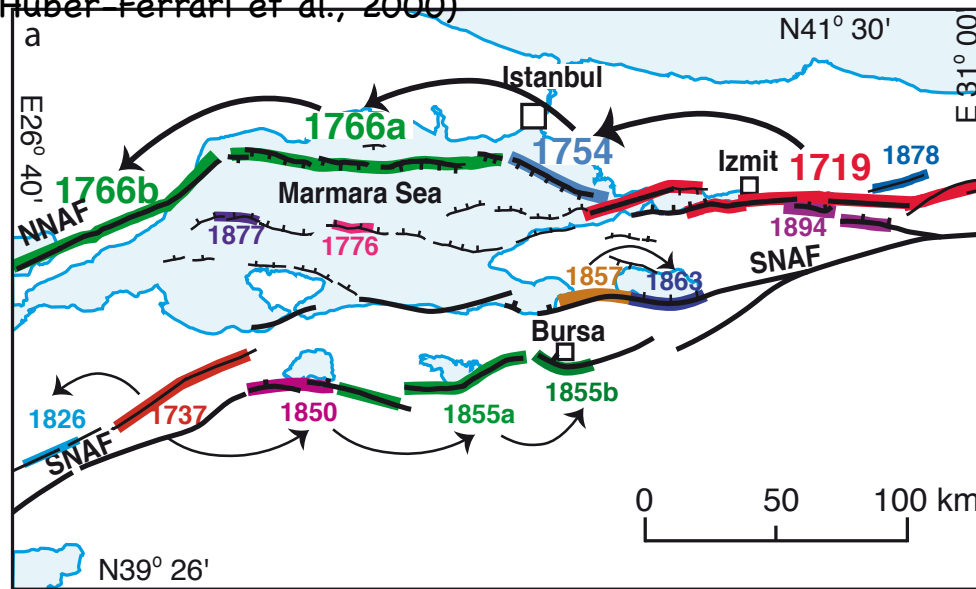 Huber-Ferrari et al., 2000)
a
N41° 30'
E 31° 00'
E26° 40'
Istanbul
1766a
1754
Izmit
1719
1878
1766b
NNAF
Marmara Sea
1877
1776
1894
SNAF
1857
1863
Bursa
1826
1737
1850
1855a
1855b
SNAF
0 50 100 km
N39° 26'